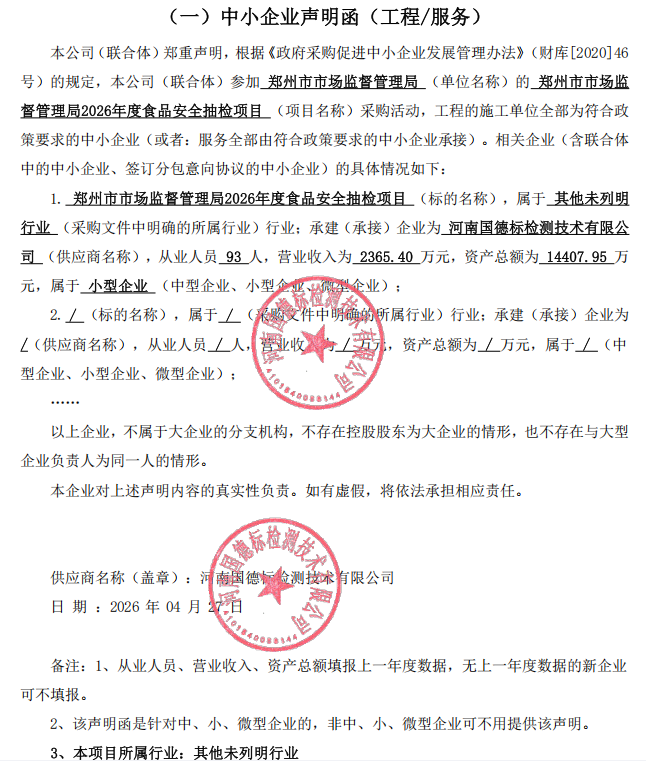 （一）中小企业声明函（工程/服务）
本公司（联合体）郑重声明，根据《政府采购促进中小企业发展管理办法》（财库[2020]46
号）的规定，本公司（联合体）参加 郑州市市场监督管理局 （单位名称）的 郑州市市场监
督管理局2026年度食品安全抽检项目 （项目名称）采购活动，工程的施工单位全部为符合政
策要求的中小企业（或者：服务全部由符合政策要求的中小企业承接）。相关企业（含联合体
中的中小企业、签订分包意向协议的中小企业）的具体情况如下：
1. 郑州市市场监督管理局2026年度食品安全抽检项目 （标的名称），属于 其他未列明
行业 （采购文件中明确的所属行业）行业；承建（承接）企业为 河南国德标检测技术有限公
司 （供应商名称），从业人员 93 人，营业收入为 2365.40 万元，资产总额为 14407.95 万
元，属于 小型企业 （中型企业、小型企业、微型企业）；
2. / （标的名称），属于 / （采购文件中明确的所属行业）行业；承建（承接）企业为
/（供应商名称），从业人员 / 人，营业收 为 / 万元，资产总额为 / 万元，属于 / （中
型企业、小型企业、微型企业）；
……
河南国德标检测技术有限公司
4101840088144
以上企业，不属于大企业的分支机构，不存在控股股东为大企业的情形，也不存在与大型
企业负责人为同一人的情形。
本企业对上述声明内容的真实性负责。如有虚假，将依法承担相应责任。
供应商名称（盖章）：河南国德标检测技术有限公司
日 期 ：2026 年 04 月 27 日
河南国德标检测技术有限公司
4101840088144
备注：1、从业人员、营业收入、资产总额填报上一年度数据，无上一年度数据的新企业
可不填报。
2、该声明函是针对中、小、微型企业的，非中、小、微型企业可不用提供该声明。
3、本项目所属行业：其他未列明行业